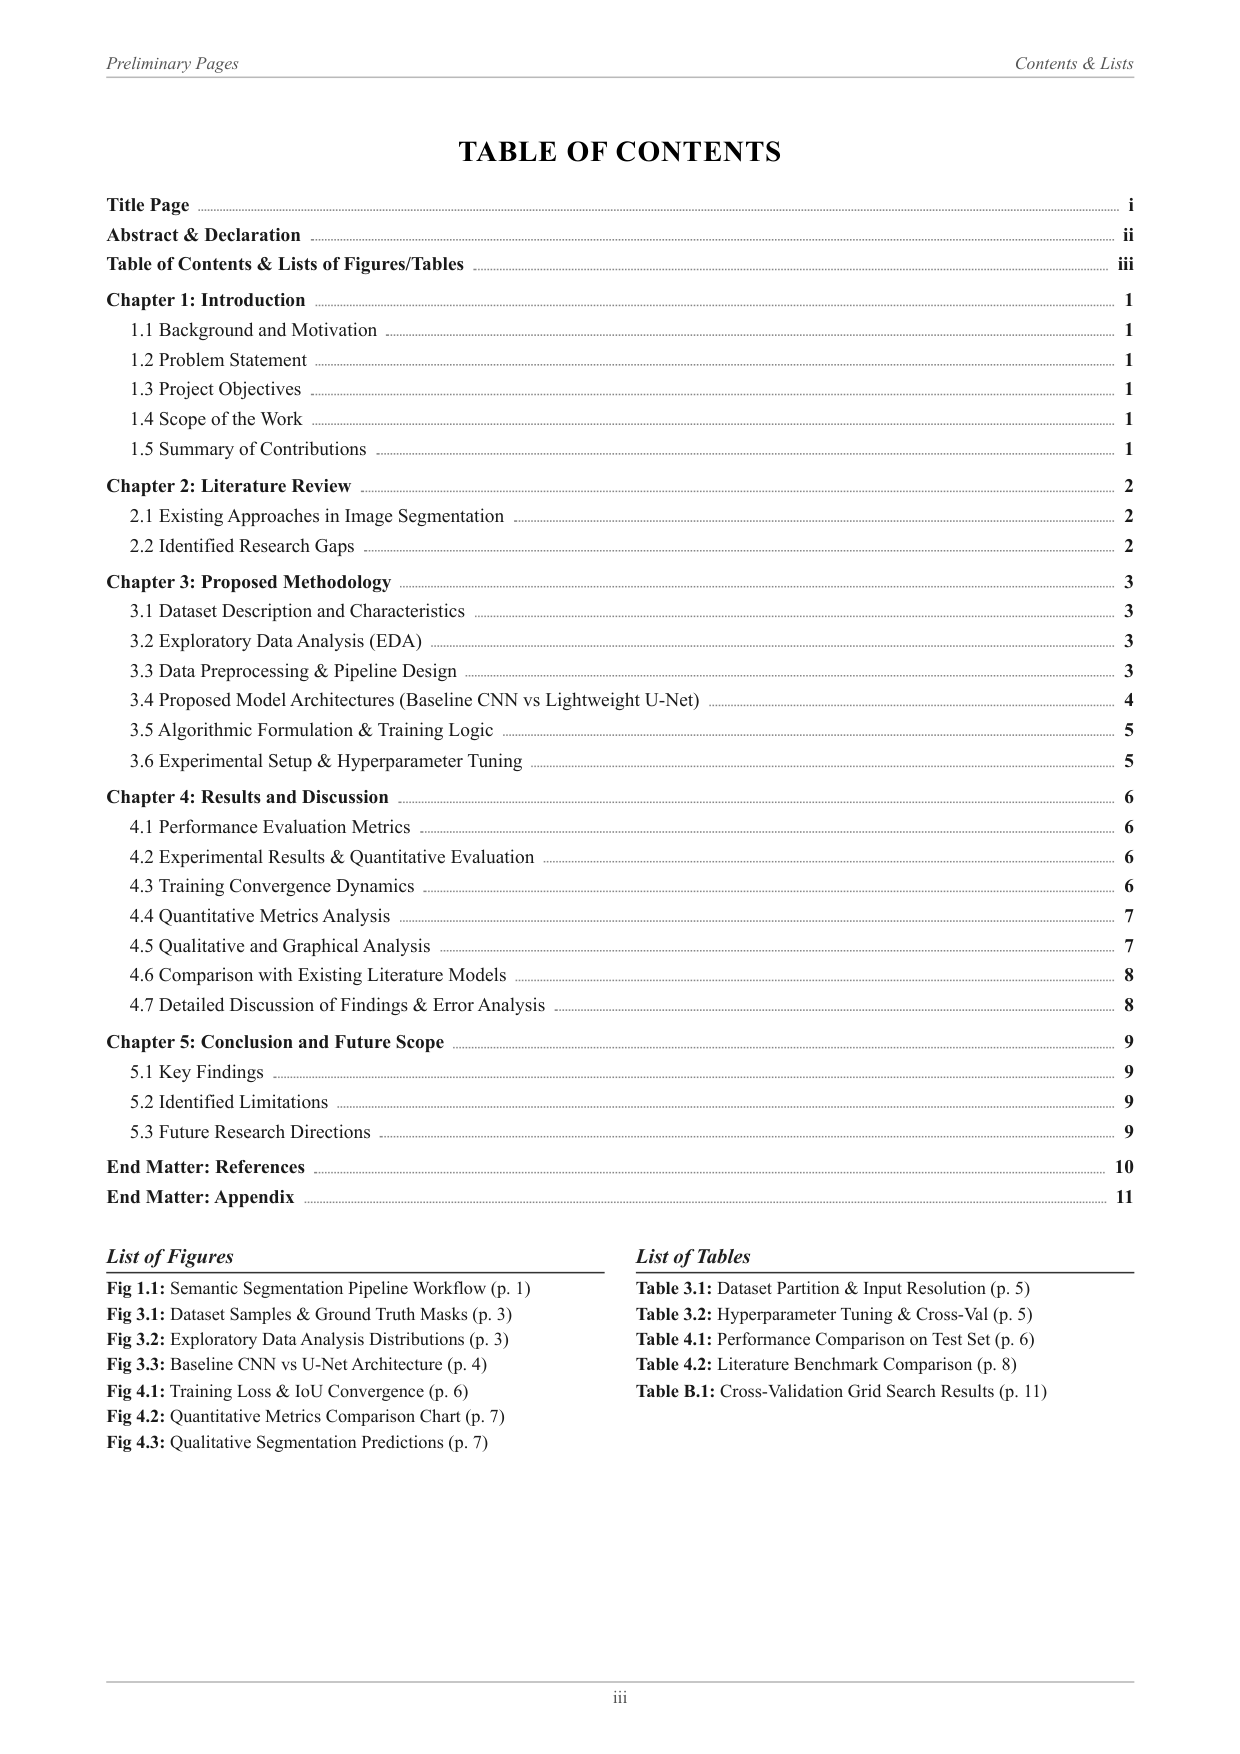 Preliminary Pages Contents & Lists
TABLE OF CONTENTS
Title Page i
Abstract & Declaration ii
Table of Contents & Lists of Figures/Tables iii
Chapter 1: Introduction 1
1.1 Background and Motivation 1
1.2 Problem Statement 1
1.3 Project Objectives 1
1.4 Scope of the Work 1
1.5 Summary of Contributions 1
Chapter 2: Literature Review 2
2.1 Existing Approaches in Image Segmentation 2
2.2 Identified Research Gaps 2
Chapter 3: Proposed Methodology 3
3.1 Dataset Description and Characteristics 3
3.2 Exploratory Data Analysis (EDA) 3
3.3 Data Preprocessing & Pipeline Design 3
3.4 Proposed Model Architectures (Baseline CNN vs Lightweight U-Net) 4
3.5 Algorithmic Formulation & Training Logic 5
3.6 Experimental Setup & Hyperparameter Tuning 5
Chapter 4: Results and Discussion 6
4.1 Performance Evaluation Metrics 6
4.2 Experimental Results & Quantitative Evaluation 6
4.3 Training Convergence Dynamics 6
4.4 Quantitative Metrics Analysis 7
4.5 Qualitative and Graphical Analysis 7
4.6 Comparison with Existing Literature Models 8
4.7 Detailed Discussion of Findings & Error Analysis 8
Chapter 5: Conclusion and Future Scope 9
5.1 Key Findings 9
5.2 Identified Limitations 9
5.3 Future Research Directions 9
End Matter: References 10
End Matter: Appendix 11
List of Figures
Fig 1.1: Semantic Segmentation Pipeline Workflow (p. 1)
Fig 3.1: Dataset Samples & Ground Truth Masks (p. 3)
Fig 3.2: Exploratory Data Analysis Distributions (p. 3)
Fig 3.3: Baseline CNN vs U-Net Architecture (p. 4)
Fig 4.1: Training Loss & IoU Convergence (p. 6)
Fig 4.2: Quantitative Metrics Comparison Chart (p. 7)
Fig 4.3: Qualitative Segmentation Predictions (p. 7)
List of Tables
Table 3.1: Dataset Partition & Input Resolution (p. 5)
Table 3.2: Hyperparameter Tuning & Cross-Val (p. 5)
Table 4.1: Performance Comparison on Test Set (p. 6)
Table 4.2: Literature Benchmark Comparison (p. 8)
Table B.1: Cross-Validation Grid Search Results (p. 11)
iii